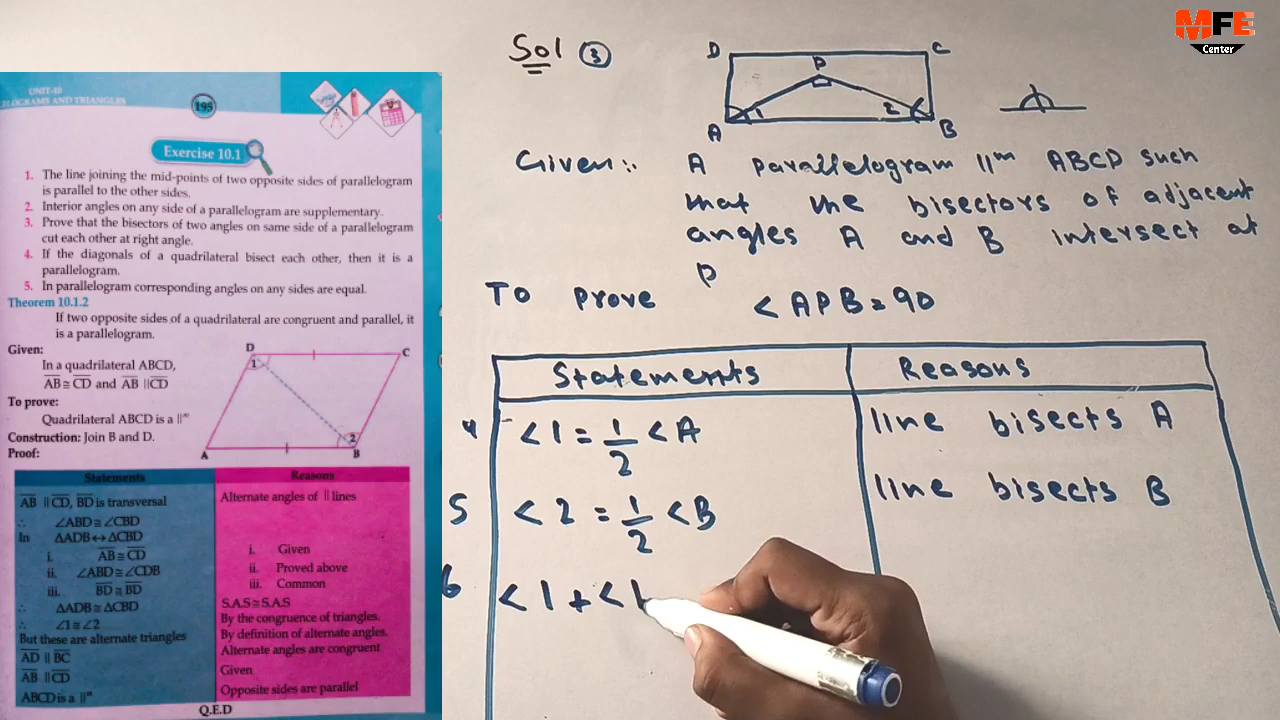 MFE
Center
UNIT-10
ELOGRAMS AND TRIANGLES
195
Exercise 10.1
1. The line joining the mid-points of two opposite sides of parallelogram
is parallel to the other sides.
2. Interior angles on any side of a parallelogram are supplementary.
3. Prove that the bisectors of two angles on same side of a parallelogram
cut each other at right angle.
4. If the diagonals of a quadrilateral bisect each other, then it is a
parallelogram.
5. In parallelogram corresponding angles on any sides are equal.
Theorem 10.1.2
If two opposite sides of a quadrilateral are congruent and parallel, it
is a parallelogram.
Given:
In a quadrilateral ABCD,
AB ≅ CD and AB ∥ CD
To prove:
Quadrilateral ABCD is a ∥ᵐ
Construction: Join B and D.
Proof:
D
C
1
2
A
B
Statements
Reasons
AB ∥ CD, BD is transversal
Alternate angles of ∥ lines
∴ ∠ABD ≅ ∠CBD
In ΔADB ↔ ΔCBD
i. AB ≅ CD
i. Given
ii. ∠ABD ≅ ∠CDB
ii. Proved above
iii. BD ≅ BD
iii. Common
∴ ΔADB ≅ ΔCBD
S.A.S ≅ S.A.S
∴ ∠1 ≅ ∠2
By the congruence of triangles.
But these are alternate triangles
By definition of alternate angles.
AD ∥ BC
Alternate angles are congruent
AB ∥ CD
Given
ABCD is a ∥ᵐ
Opposite sides are parallel
Q.E.D
Sol 3
D
C
P
1
2
A
B
Given:. A parallelogram 11m ABCD such
that the bisectors of adjacent
angles A and B intersect at
P
To prove <APB=90
Statements
Reasons
4 <1=1/2<A
line bisects A
5 <2=1/2<B
line bisects B
6 <1+<1